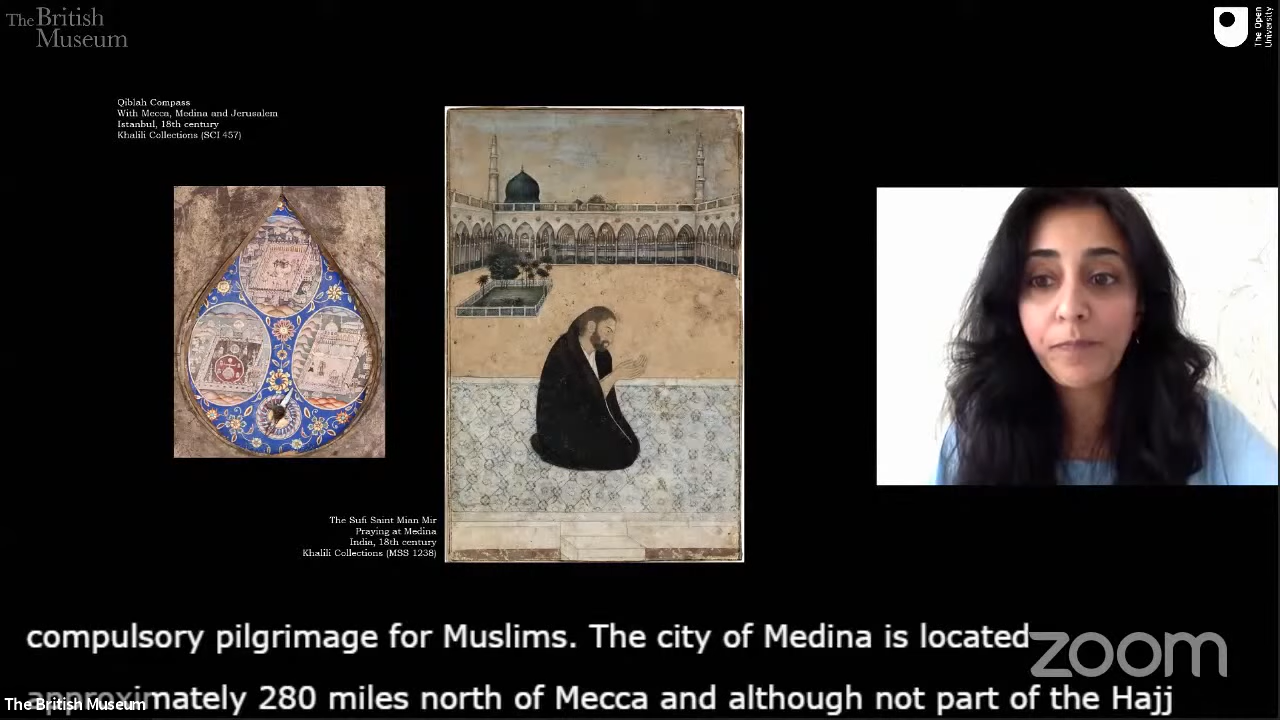 The British
Museum
The Open
University
Qiblah Compass
With Mecca, Medina and Jerusalem
Istanbul, 18th century
Khalili Collections (SCI 457)
The Sufi Saint Mian Mir
Praying at Medina
India, 18th century
Khalili Collections (MSS 1238)
compulsory pilgrimage for Muslims. The city of Medina is located
approximately 280 miles north of Mecca and although not part of the Hajj
zoom
The British Museum